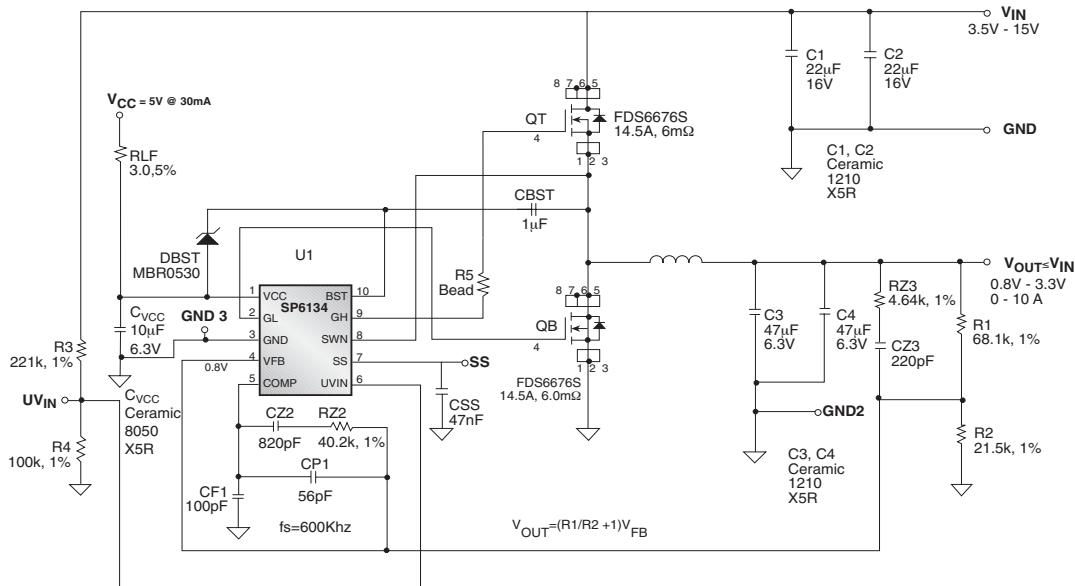 VIN
3.5V - 15V
C1
22µF
16V
C2
22µF
16V
GND
C1, C2
Ceramic
1210
X5R
8 7 6 5
QT
4
FDS6676S
14.5A, 6mΩ
1 2 3
VCC = 5V @ 30mA
RLF
3.0,5%
CBST
1µF
DBST
MBR0530
U1
R5
Bead
SP6134
1 VCC
2 GL
3 GND
4 VFB
5 COMP
BST 10
GH 9
SWN 8
SS 7
UVIN 6
CVCC
10µF
6.3V
GND 3
0.8V
R3
221k, 1%
UVIN
R4
100k, 1%
CVCC
Ceramic
8050
X5R
SS
CSS
47nF
CZ2
820pF
RZ2
40.2k, 1%
CP1
56pF
CF1
100pF
fs=600Khz
8 7 6 5
QB
4
1 2 3
FDS6676S
14.5A, 6.0mΩ
VOUT≤VIN
0.8V - 3.3V
0 - 10 A
C3
47µF
6.3V
C4
47µF
6.3V
RZ3
4.64k, 1%
CZ3
220pF
R1
68.1k, 1%
GND2
R2
21.5k, 1%
C3, C4
Ceramic
1210
X5R
VOUT=(R1/R2 +1)VFB